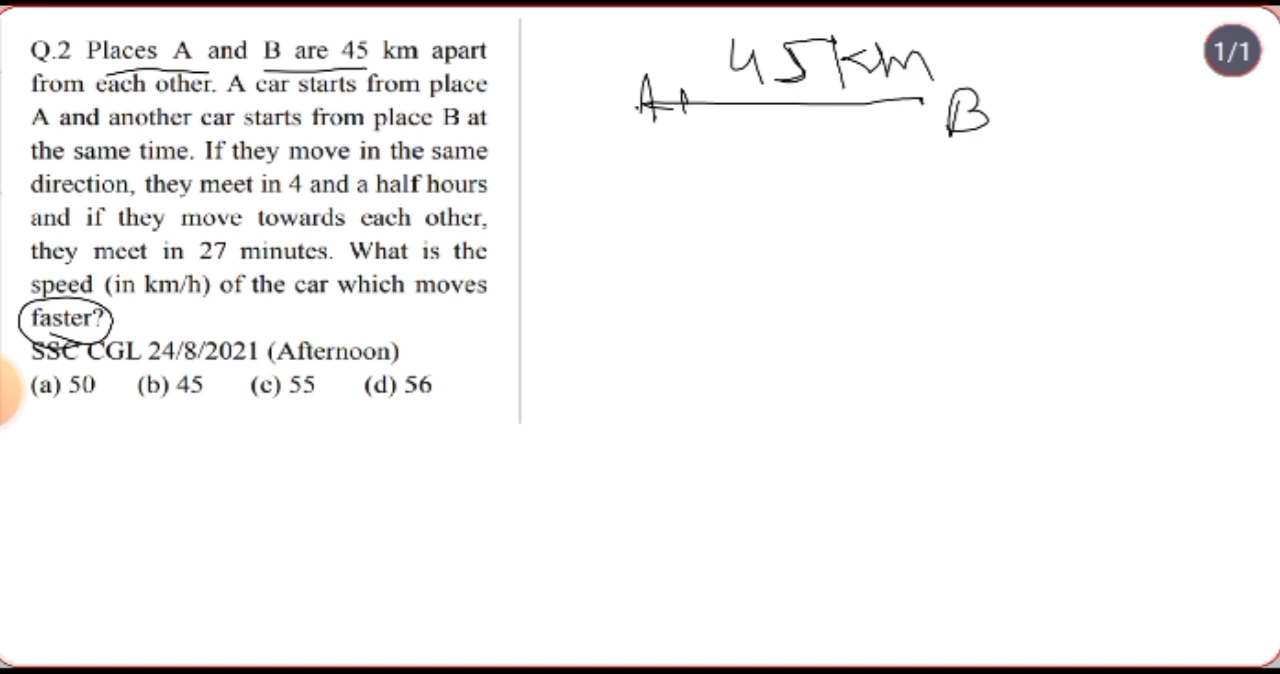 Q.2 Places A and B are 45 km apart
from each other. A car starts from place
A and another car starts from place B at
the same time. If they move in the same
direction, they meet in 4 and a half hours
and if they move towards each other,
they meet in 27 minutes. What is the
speed (in km/h) of the car which moves
faster?
SSC CGL 24/8/2021 (Afternoon)
(a) 50 (b) 45 (c) 55 (d) 56
45km
A B
1/1